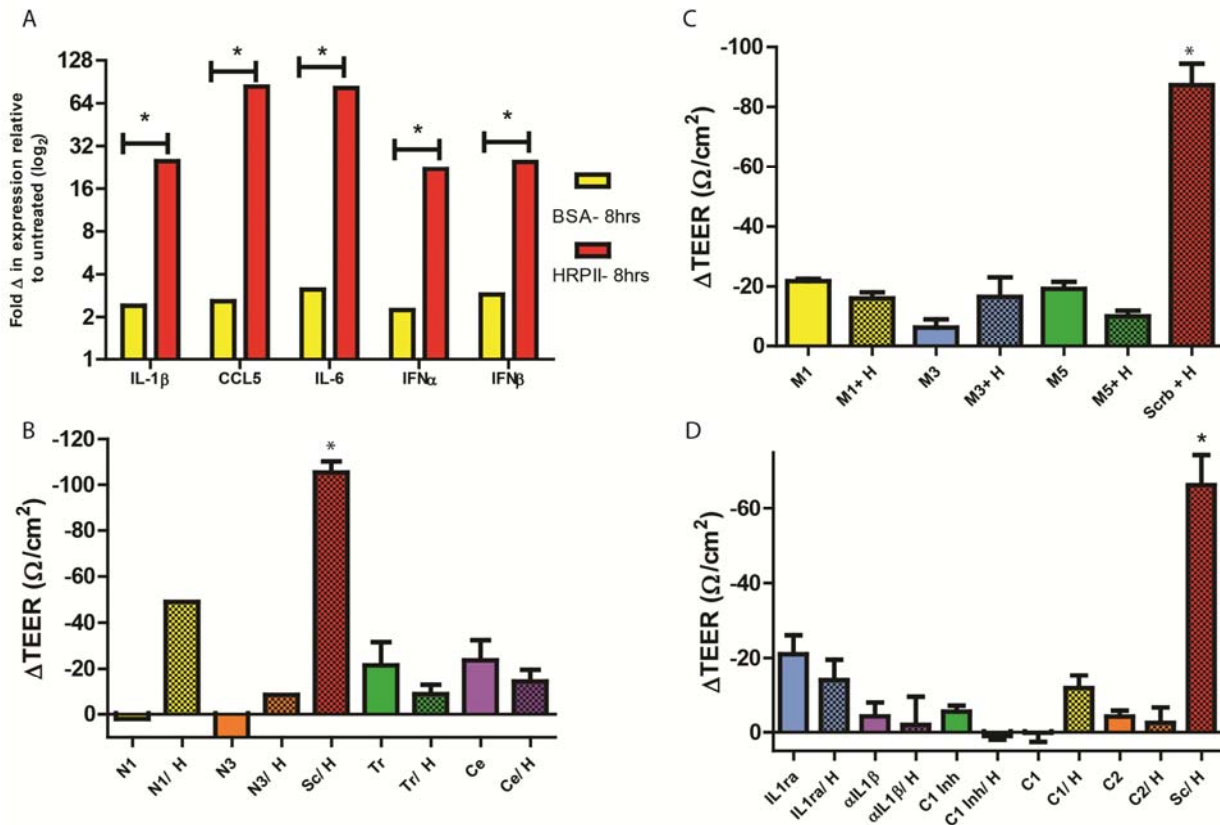 A
Fold Δ in expression relative
to untreated (log2)
128
64
32
16
8
4
2
1
*
*
*
*
*
IL-1β
CCL5
IL-6
IFNα
IFNβ
BSA- 8hrs
HRPII- 8hrs
B
ΔTEER (Ω/cm²)
-120
-100
-80
-60
-40
-20
0
*
N1
N1/ H
N3
N3/ H
Sc/ H
Tr
Tr/ H
Ce
Ce/ H
C
ΔTEER (Ω/cm²)
-100
-80
-60
-40
-20
0
*
M1
M1+ H
M3
M3+ H
M5
M5+ H
Scrb + H
D
ΔTEER (Ω/cm²)
-60
-40
-20
0
*
IL1ra
IL1ra/ H
αIL1β
αIL1β/ H
C1 Inh
C1 Inh/ H
C1
C1/ H
C2
C2/ H
Sc/ H